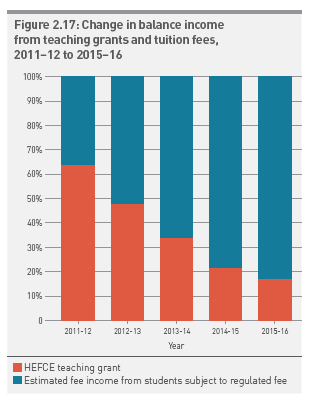 Figure 2.17: Change in balance income
from teaching grants and tuition fees,
2011–12 to 2015–16
100%
90%
80%
70%
60%
50%
40%
30%
20%
10%
0
2011-12 2012-13 2013-14 2014-15 2015-16
Year
HEFCE teaching grant
Estimated fee income from students subject to regulated fee